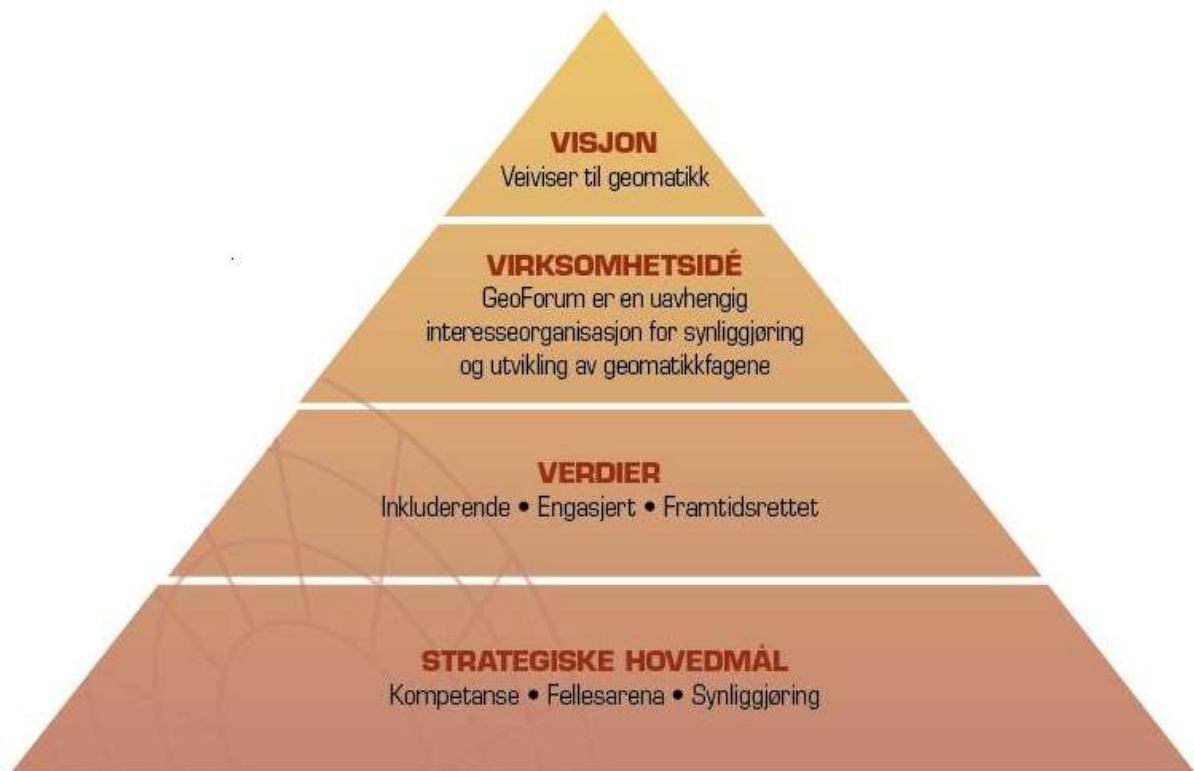 VISJON
Veiviser til geomatikk
VIRKSOMHETSIDÉ
GeoForum er en uavhengig
interesseorganisasjon for synliggjøring
og utvikling av geomatikkfagene
VERDIER
Inkluderende • Engasjert • Framtidsrettet
STRATEGISKE HOVEDMÅL
Kompetanse • Fellesarena • Synliggjøring